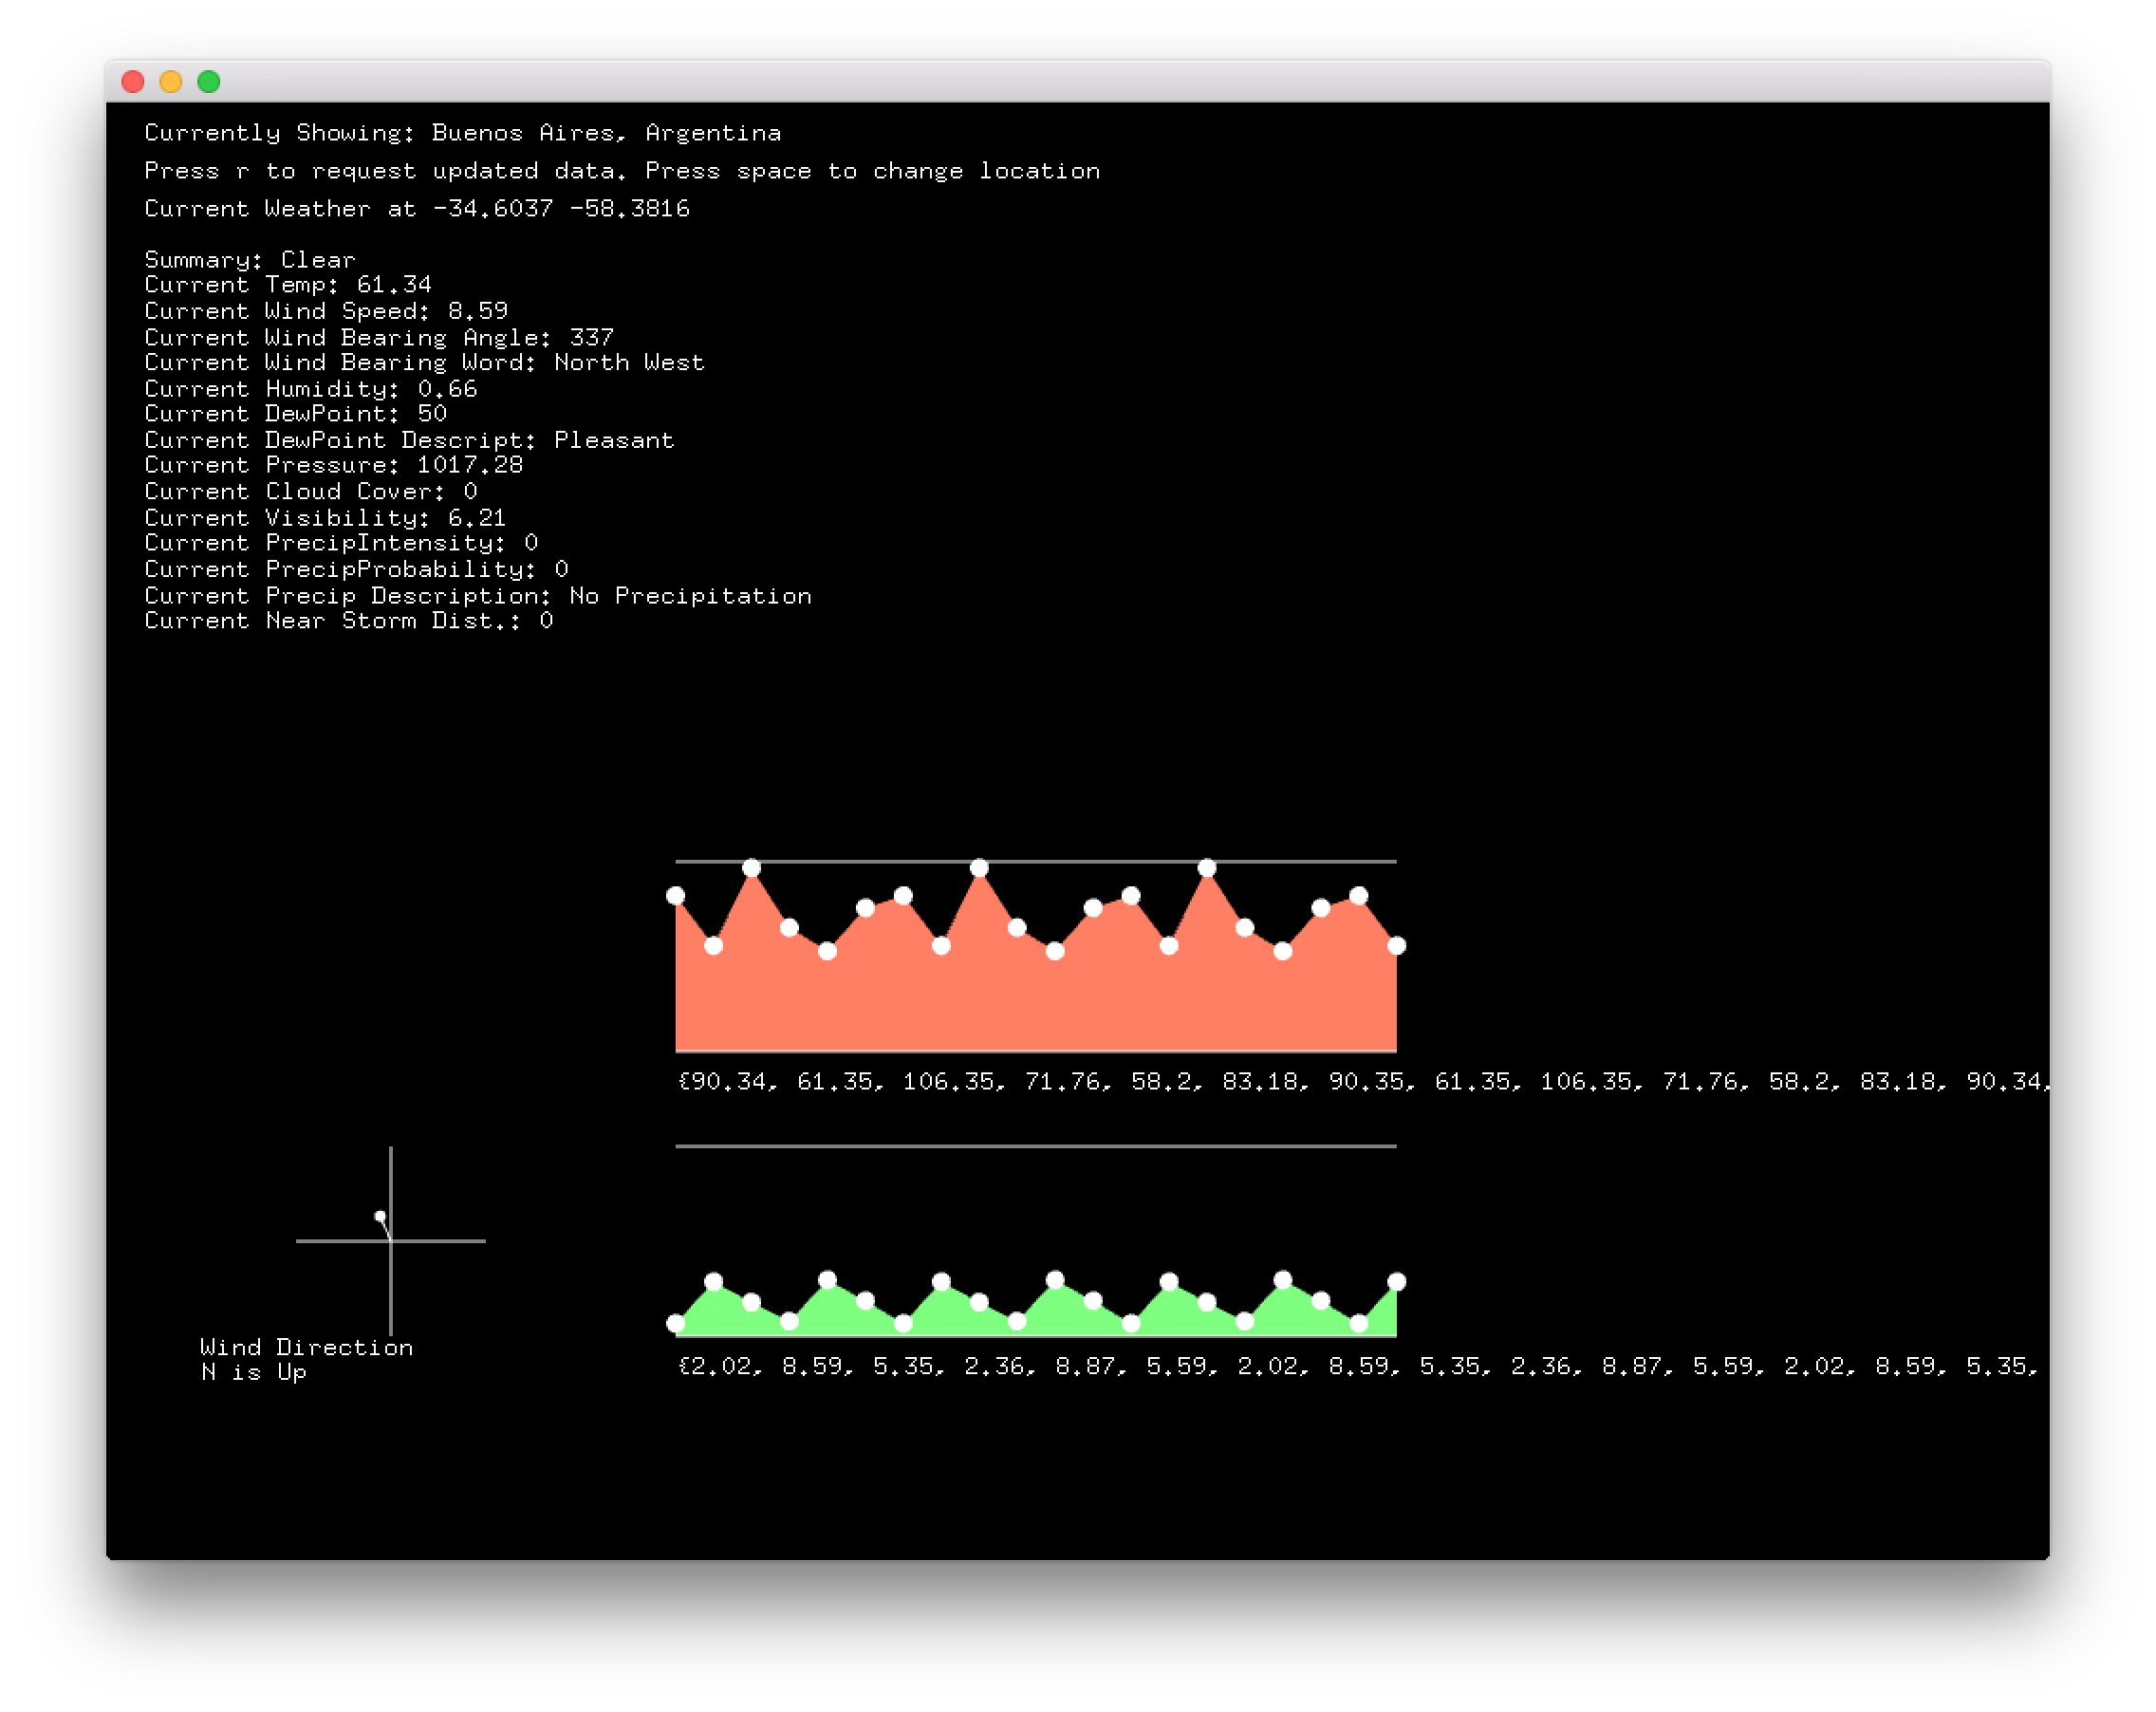 Currently Showing: Buenos Aires, Argentina
Press r to request updated data. Press space to change location
Current Weather at -34.6037 -58.3816
Summary: Clear
Current Temp: 61.34
Current Wind Speed: 8.59
Current Wind Bearing Angle: 337
Current Wind Bearing Word: North West
Current Humidity: 0.66
Current DewPoint: 50
Current DewPoint Descript: Pleasant
Current Pressure: 1017.28
Current Cloud Cover: 0
Current Visibility: 6.21
Current PrecipIntensity: 0
Current PrecipProbability: 0
Current Precip Description: No Precipitation
Current Near Storm Dist.: 0
{90.34, 61.35, 106.35, 71.76, 58.2, 83.18, 90.35, 61.35, 106.35, 71.76, 58.2, 83.18, 90.34,
Wind Direction
N is Up
{2.02, 8.59, 5.35, 2.36, 8.87, 5.59, 2.02, 8.59, 5.35, 2.36, 8.87, 5.59, 2.02, 8.59, 5.35,